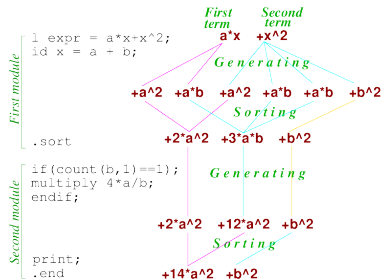 First term
Second term
l expr = a*x+x^2;
id x = a + b;
a*x +x^2
Generating
First module
+a^2 +a*b +a^2 +a*b +a*b +b^2
Sorting
.sort
+2*a^2 +3*a*b +b^2
Second module
if(count(b,1)==1);
multiply 4*a/b;
endif;
Generating
+2*a^2 +12*a^2 +b^2
Sorting
print;
.end
+14*a^2 +b^2